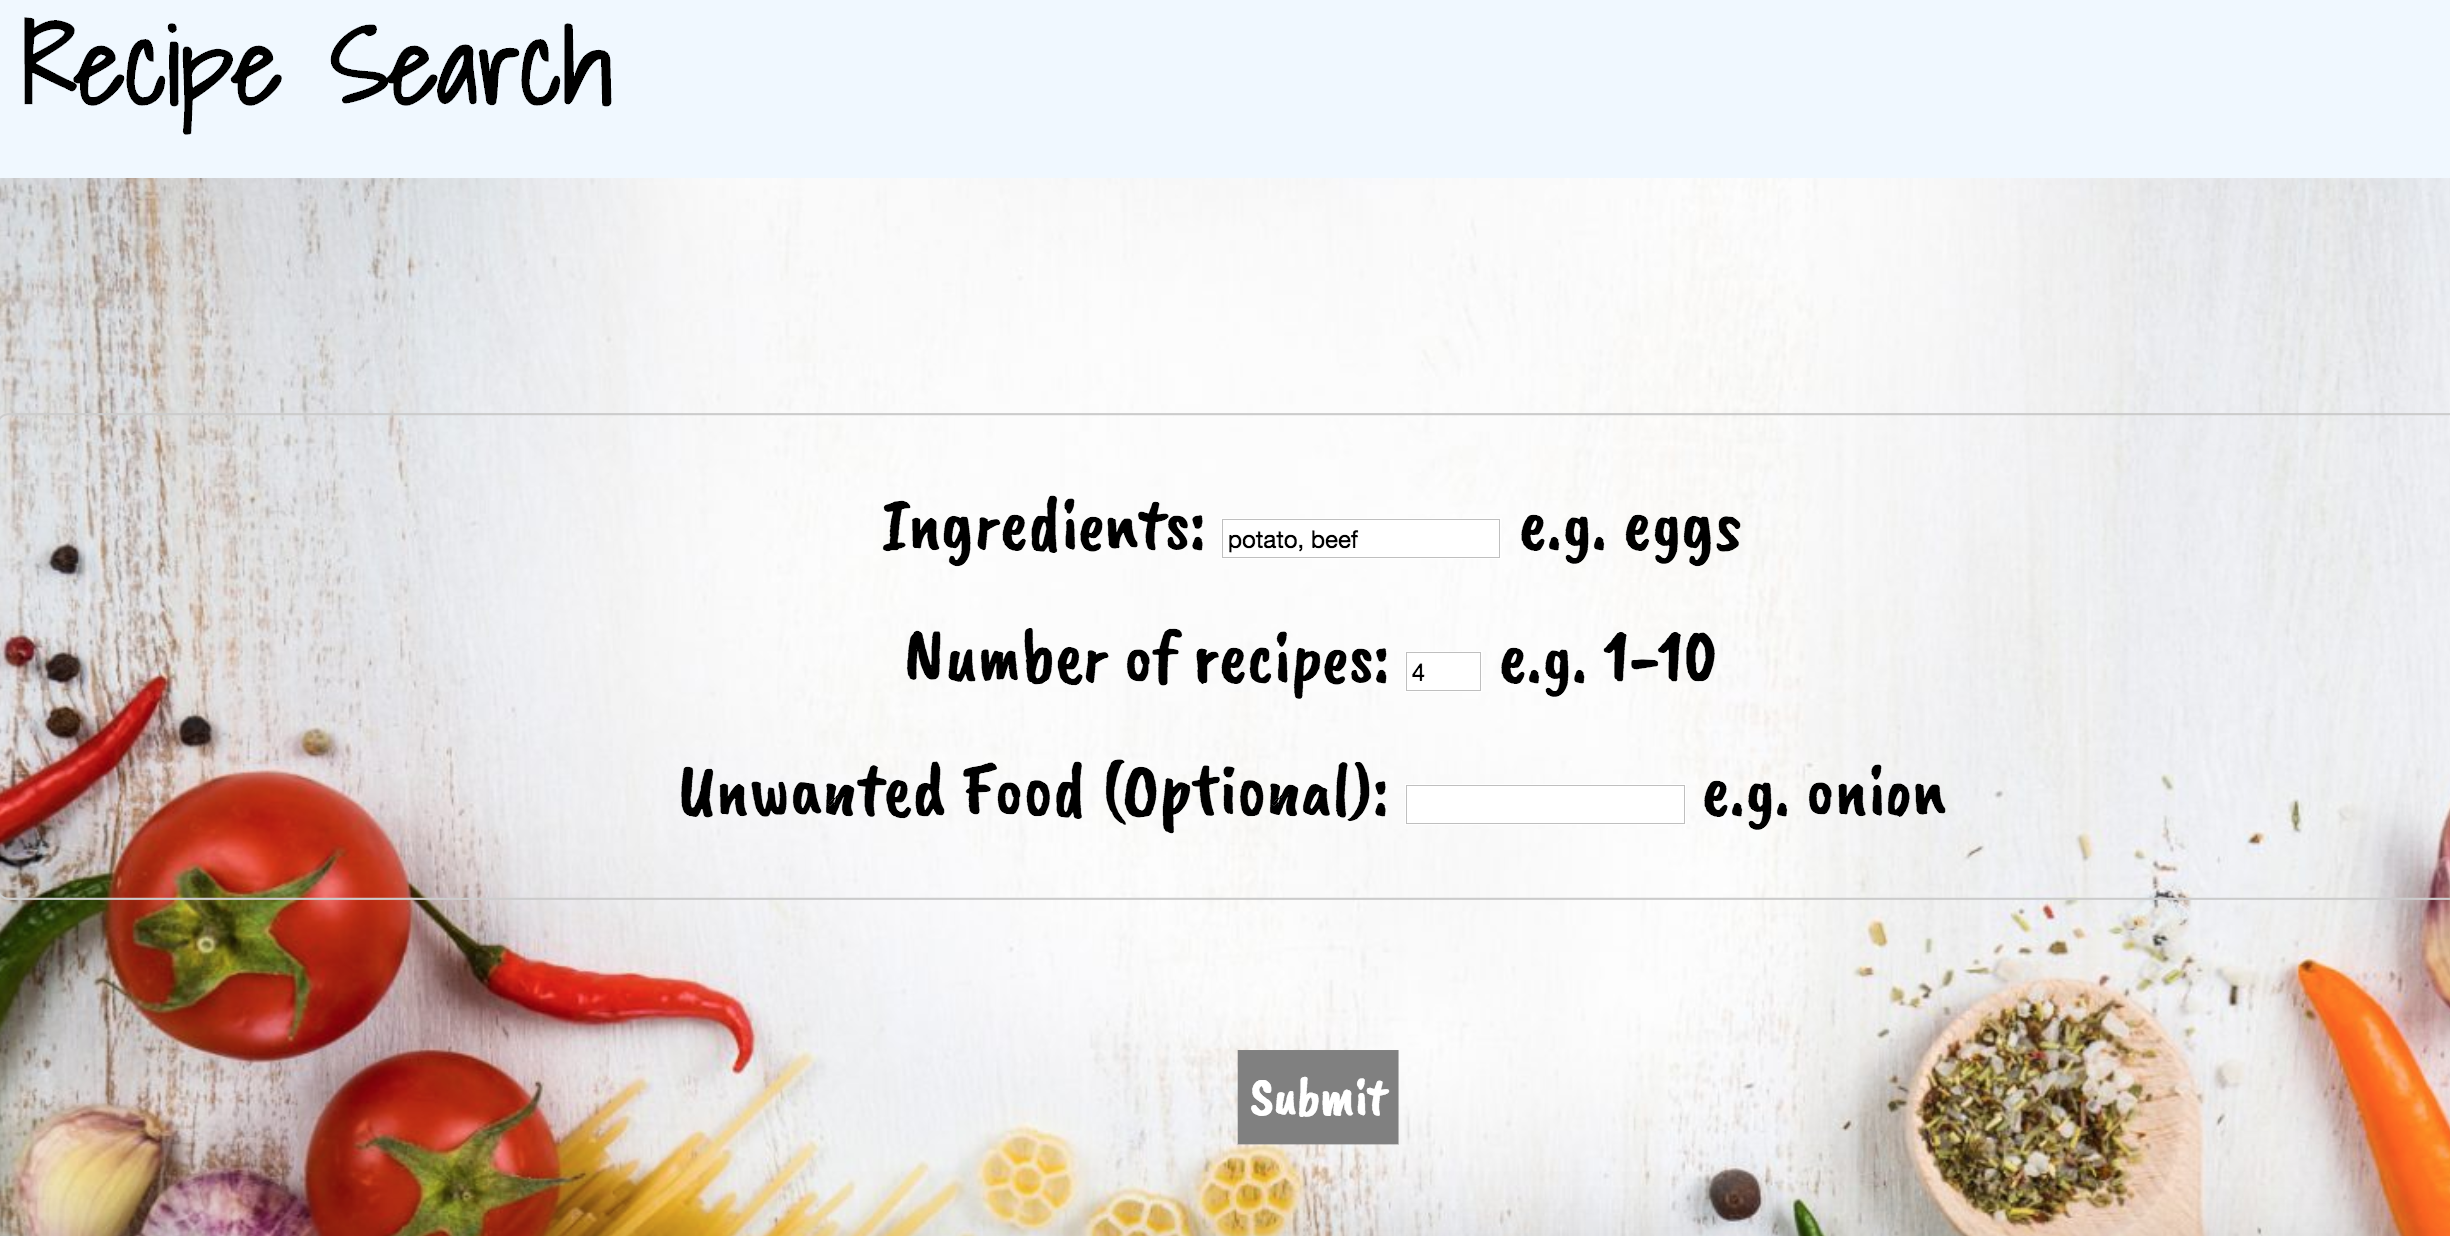 Recipe Search
Ingredients: potato, beef e.g. eggs
Number of recipes: 4 e.g. 1-10
Unwanted Food (Optional): e.g. onion
Submit